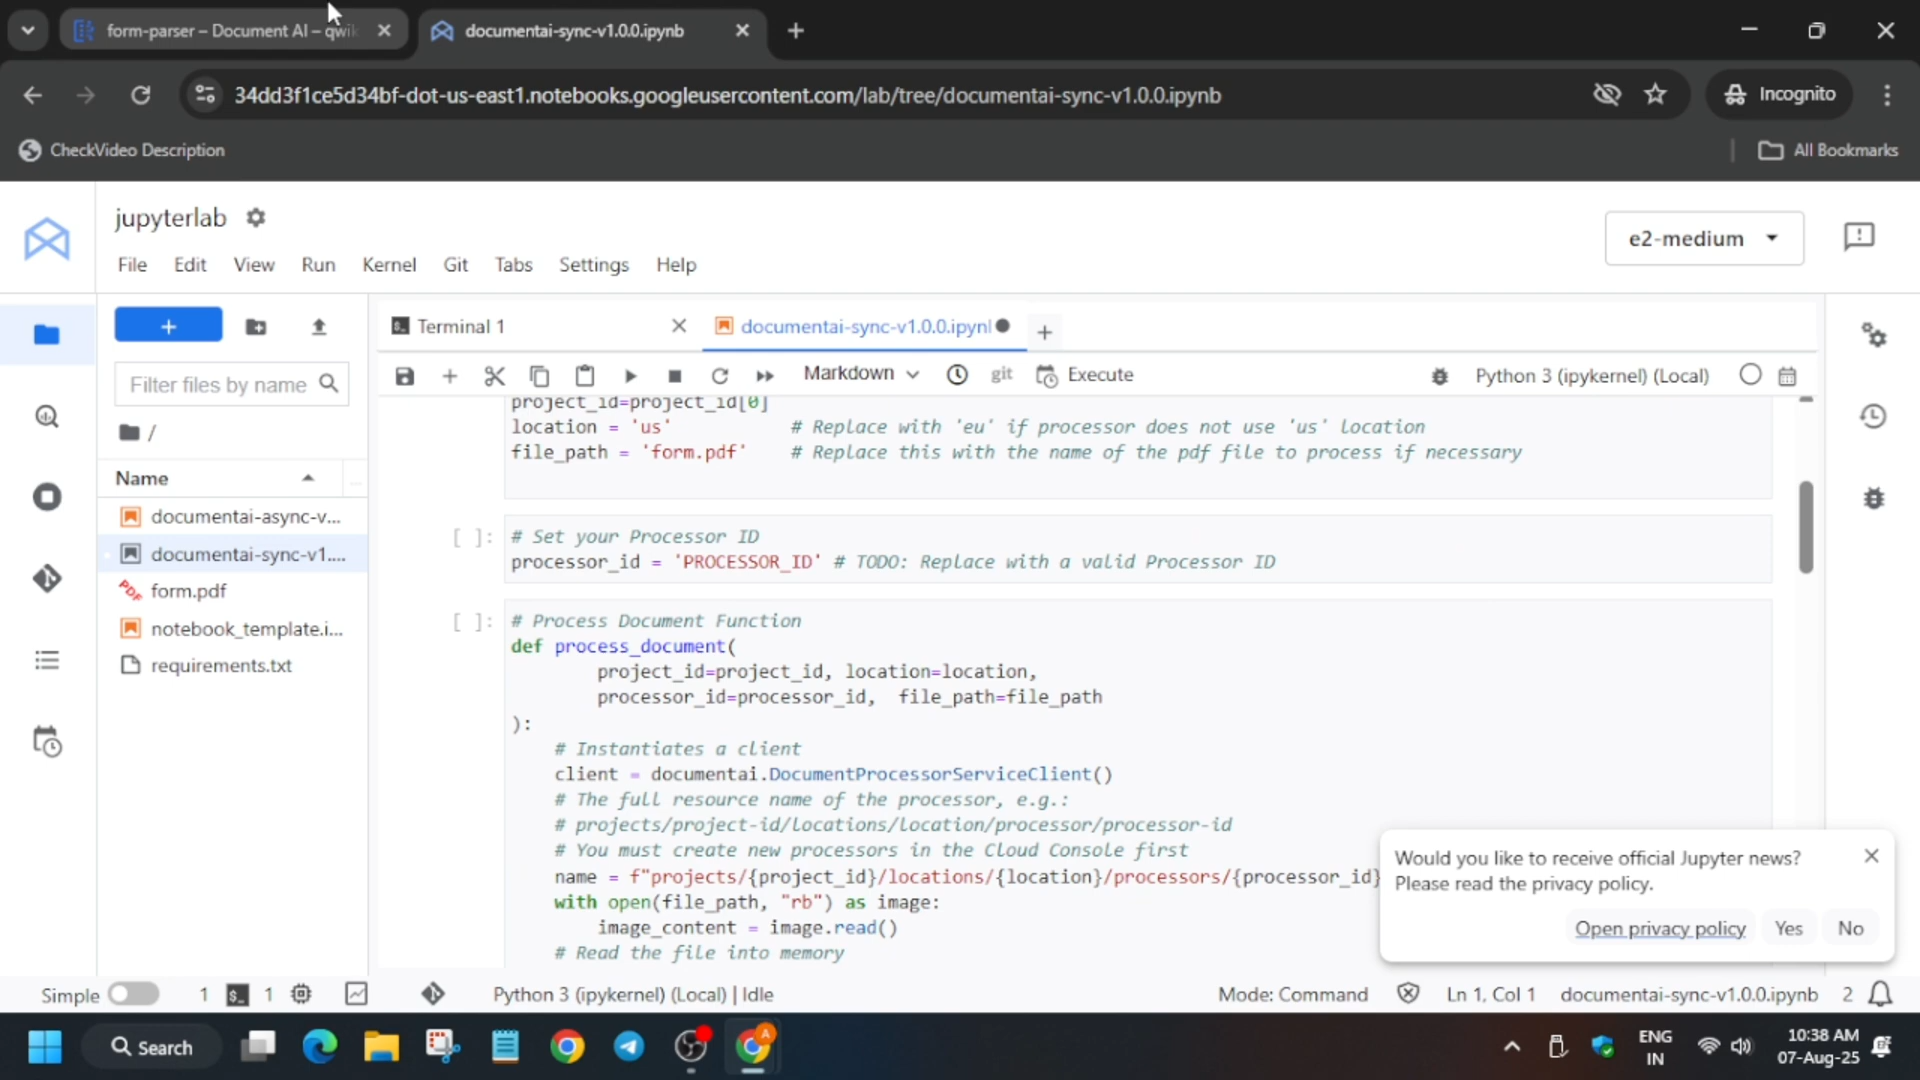 form-parser – Document AI – qwik
documentai-sync-v1.0.0.ipynb
34dd3f1ce5d34bf-dot-us-east1.notebooks.googleusercontent.com/lab/tree/documentai-sync-v1.0.0.ipynb
Incognito
CheckVideo Description
All Bookmarks
jupyterlab
e2-medium
File Edit View Run Kernel Git Tabs Settings Help
+
Filter files by name
/
Name
documentai-async-v...
documentai-sync-v1....
form.pdf
notebook_template.i...
requirements.txt
Terminal 1
documentai-sync-v1.0.0.ipynl
Markdown
git
Execute
Python 3 (ipykernel) (Local)
project_id=project_id[0]
location = 'us' # Replace with 'eu' if processor does not use 'us' location
file_path = 'form.pdf' # Replace this with the name of the pdf file to process if necessary
[ ]: # Set your Processor ID
processor_id = 'PROCESSOR_ID' # TODO: Replace with a valid Processor ID
[ ]: # Process Document Function
def process_document(
project_id=project_id, location=location,
processor_id=processor_id, file_path=file_path
):
# Instantiates a client
client = documentai.DocumentProcessorServiceClient()
# The full resource name of the processor, e.g.:
# projects/project-id/locations/location/processor/processor-id
# You must create new processors in the Cloud Console first
name = f"projects/{project_id}/locations/{location}/processors/{processor_id}
with open(file_path, "rb") as image:
image_content = image.read()
# Read the file into memory
Would you like to receive official Jupyter news?
Please read the privacy policy.
Open privacy policy Yes No
Simple 1 1 Python 3 (ipykernel) (Local) | Idle
Mode: Command Ln 1, Col 1 documentai-sync-v1.0.0.ipynb 2
Search
ENG
IN
10:38 AM
07-Aug-25